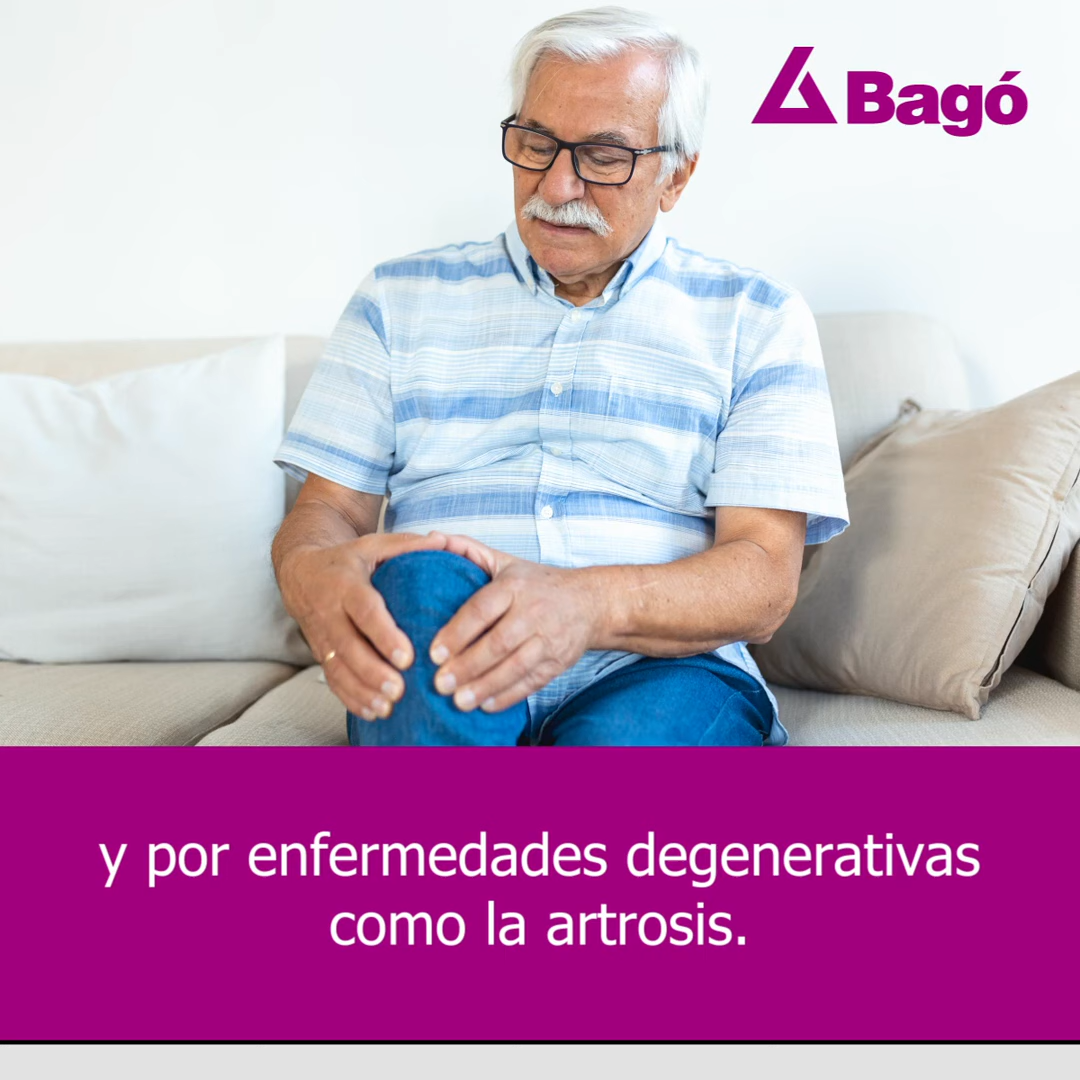 Bagó
y por enfermedades degenerativas
como la artrosis.